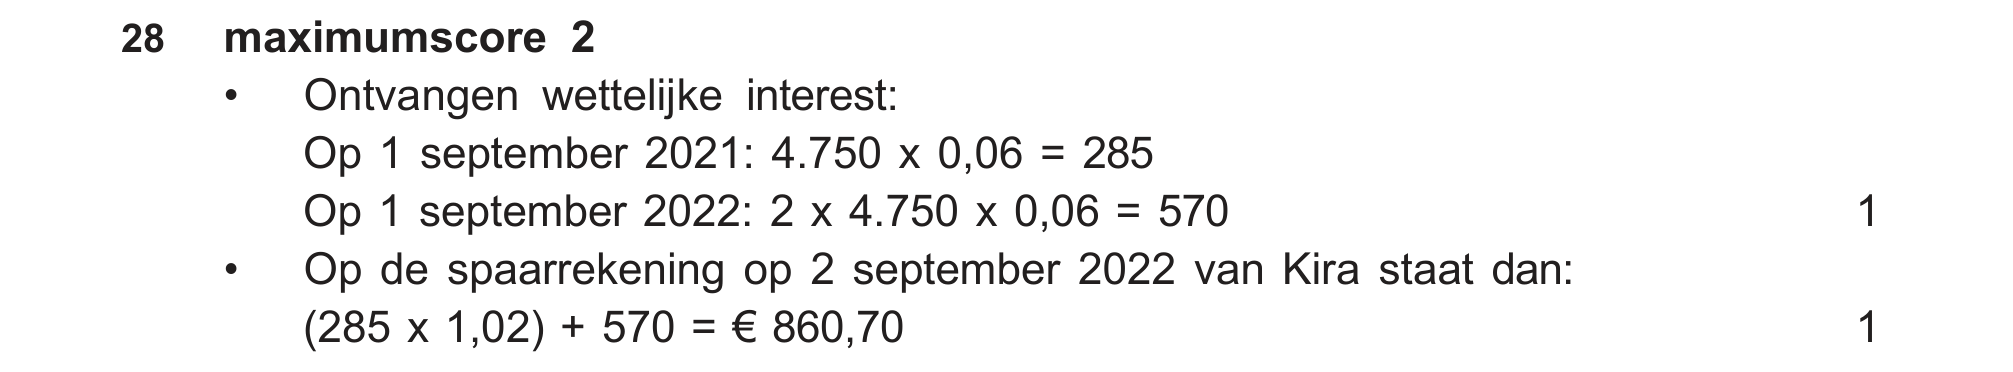 28 maximumscore 2
• Ontvangen wettelijke interest:
Op 1 september 2021: 4.750 x 0,06 = 285
Op 1 september 2022: 2 x 4.750 x 0,06 = 570 1
• Op de spaarrekening op 2 september 2022 van Kira staat dan:
(285 x 1,02) + 570 = € 860,70 1